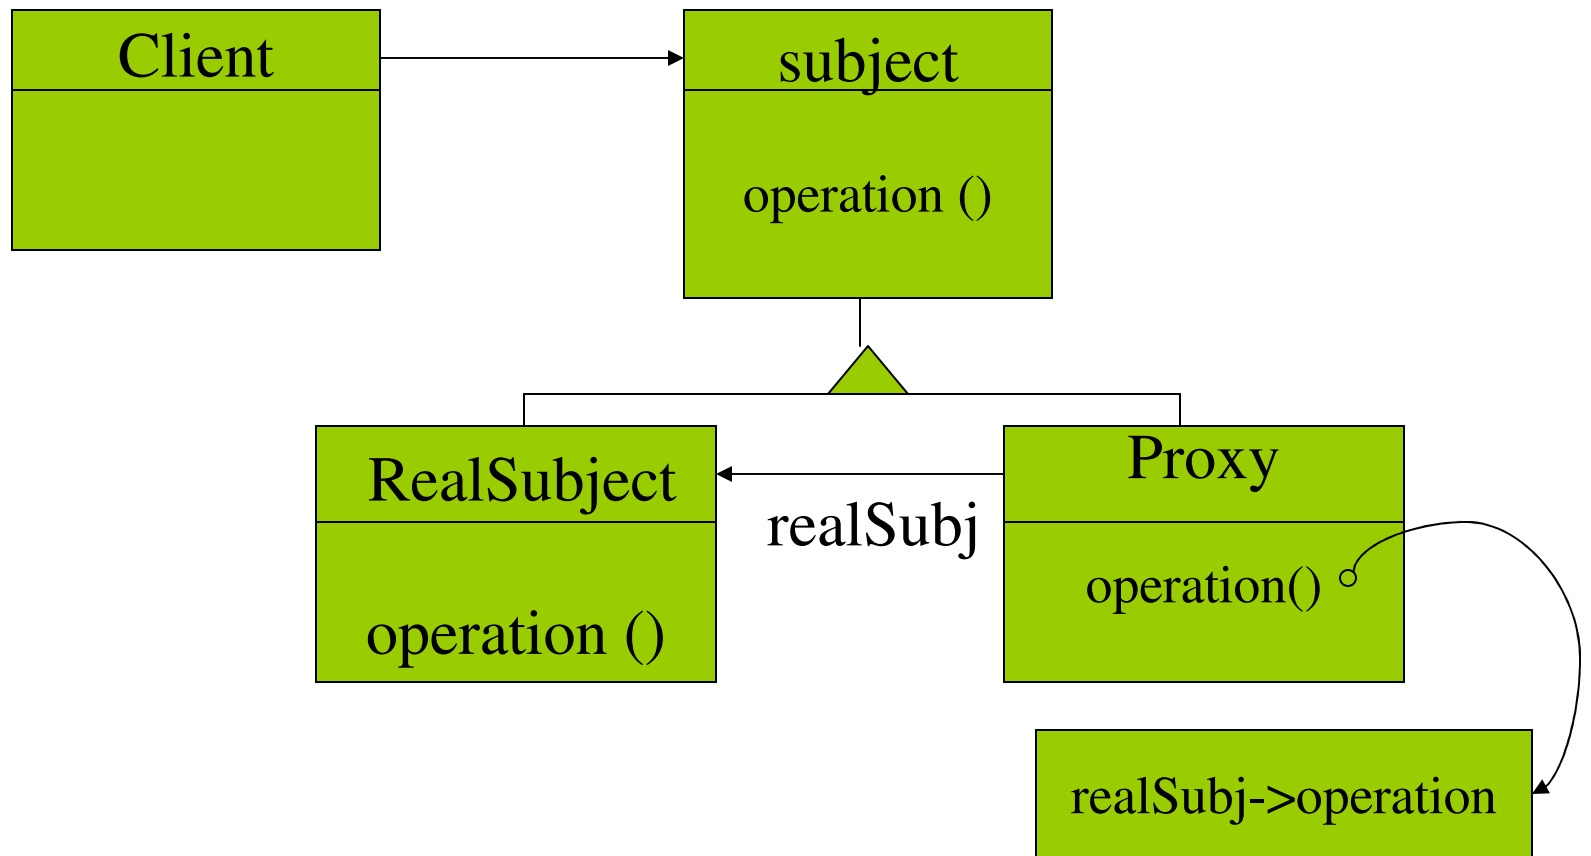 Client
subject
operation ()
RealSubject
Proxy
realSubj
operation()
operation ()
realSubj->operation